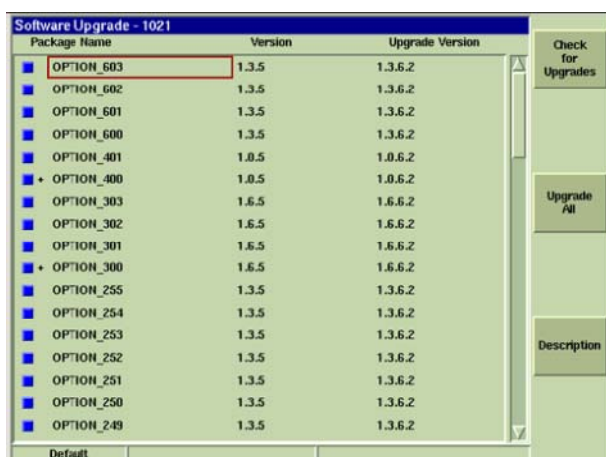 Software Upgrade - 1021
Package Name Version Upgrade Version
OPTION_603 1.3.5 1.3.6.2
OPTION_602 1.3.5 1.3.6.2
OPTION_601 1.3.5 1.3.6.2
OPTION_600 1.3.5 1.3.6.2
OPTION_401 1.0.5 1.0.6.2
+ OPTION_400 1.0.5 1.0.6.2
OPTION_303 1.6.5 1.6.6.2
OPTION_302 1.6.5 1.6.6.2
OPTION_301 1.6.5 1.6.6.2
+ OPTION_300 1.6.5 1.6.6.2
OPTION_255 1.3.5 1.3.6.2
OPTION_254 1.3.5 1.3.6.2
OPTION_253 1.3.5 1.3.6.2
OPTION_252 1.3.5 1.3.6.2
OPTION_251 1.3.5 1.3.6.2
OPTION_250 1.3.5 1.3.6.2
OPTION_249 1.3.5 1.3.6.2
Default
Check
for
Upgrades
Upgrade
All
Description